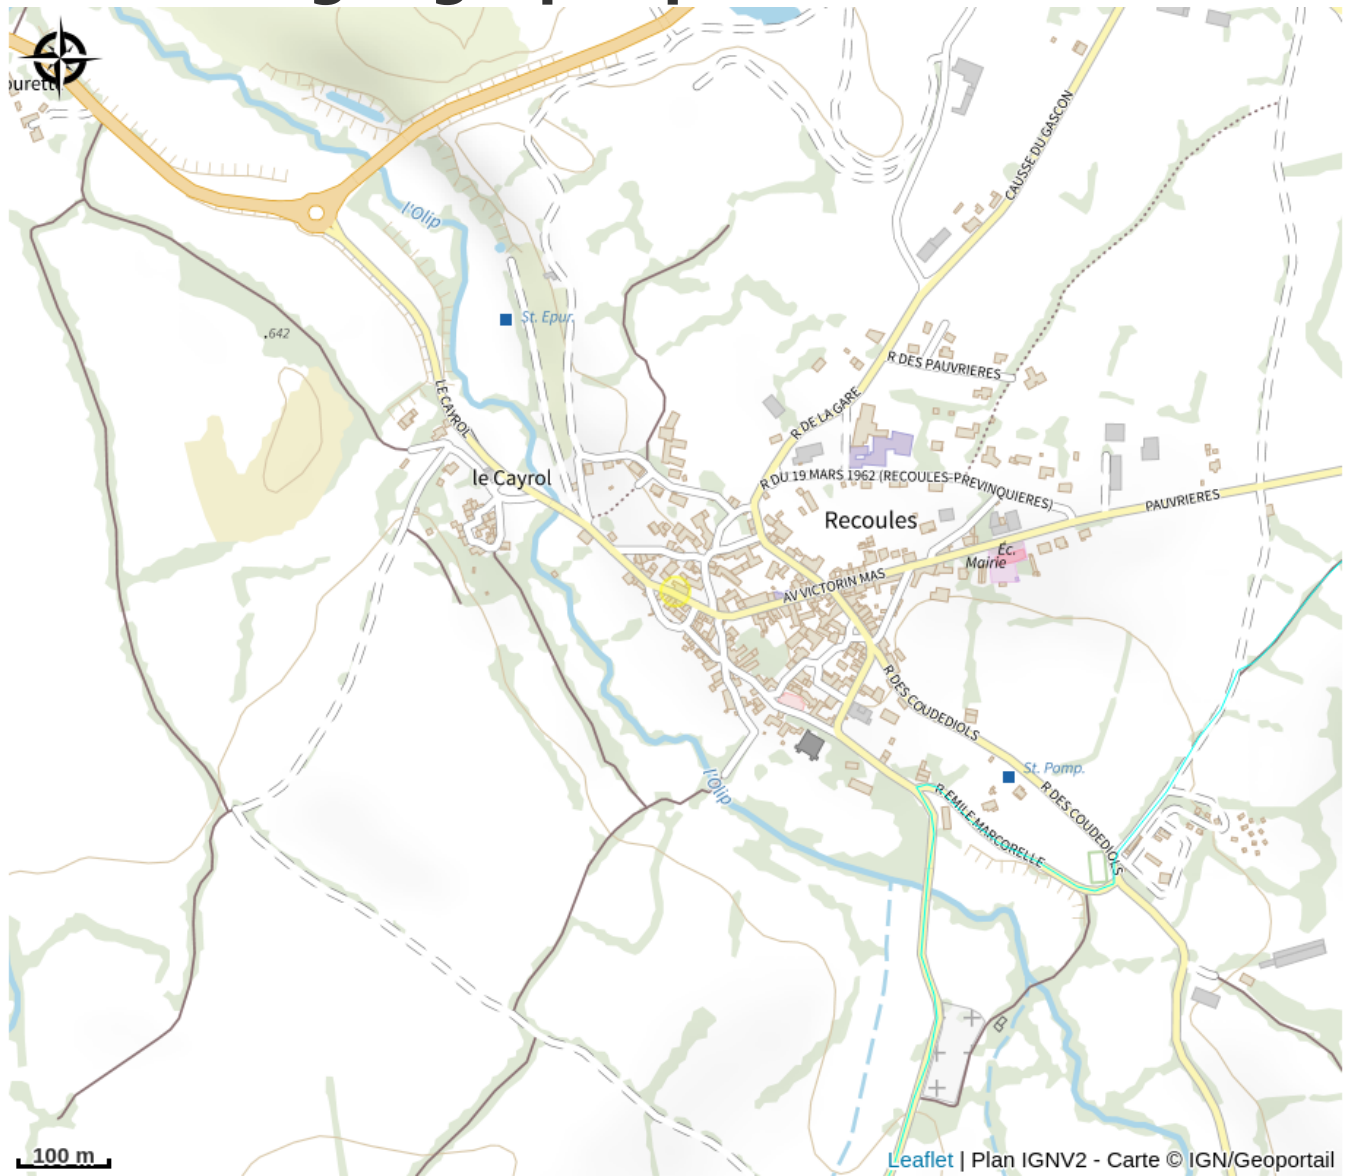 l'Olip
CAUSSE DU GASCON
St. Epur.
.642
R DES PAUVRIERES
LE CAYROL
R DE LA GARE
le Cayrol
R DU 19 MARS 1962 (RECOULES-PREVINQUIERES)
PAUVRIERES
Recoules
Éc.
Mairie
AV VICTORIN MAS
R DES COUDEDIOLS
St. Pomp.
l'Olip
R EMILE MARCORELLE
R DES COUDEDIOLS
100 m
Leaflet | Plan IGNV2 - Carte © IGN/Geoportail